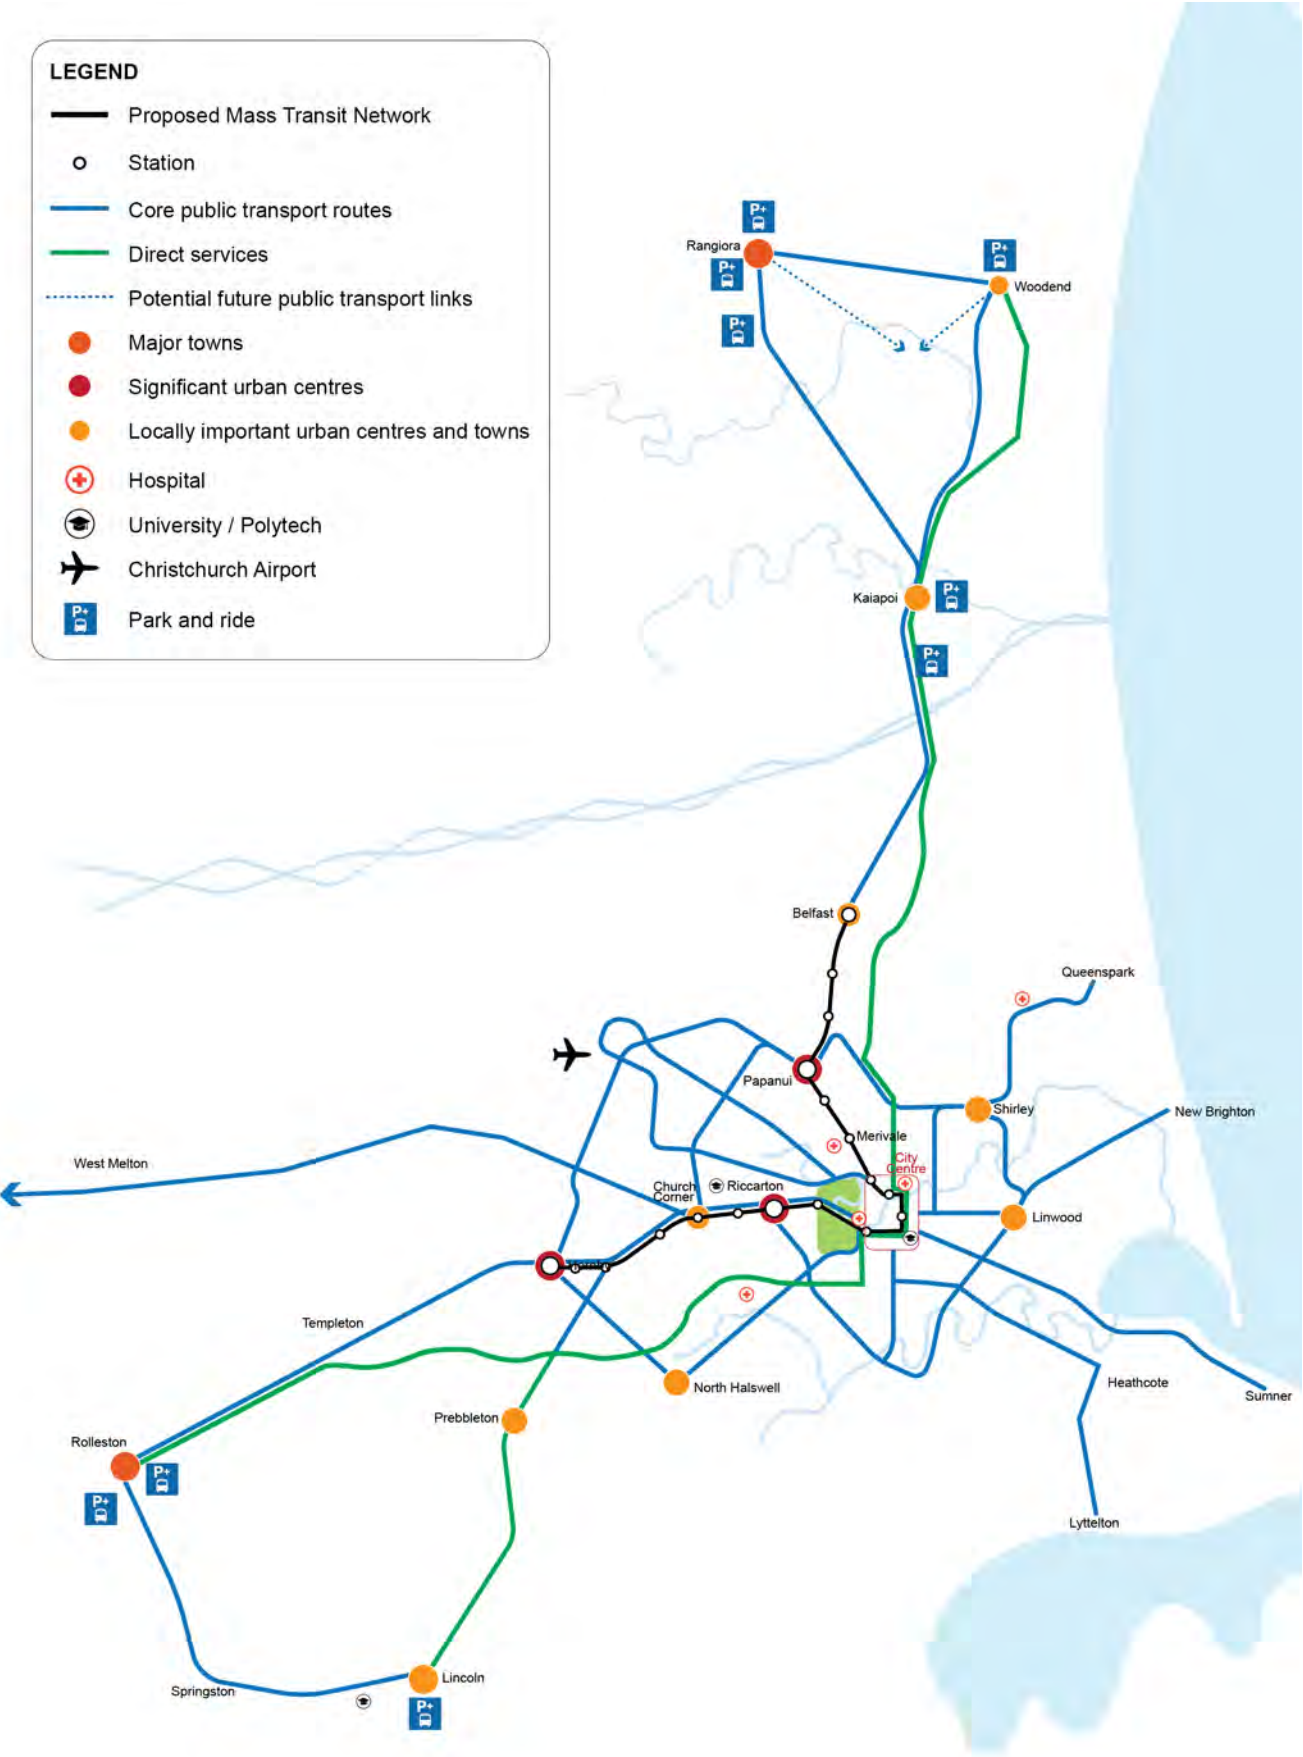 LEGEND
Proposed Mass Transit Network
Station
Core public transport routes
Direct services
Potential future public transport links
Major towns
Significant urban centres
Locally important urban centres and towns
Hospital
University / Polytech
Christchurch Airport
P+
Park and ride
P+
Rangiora
P+
P+
P+
Woodend
Kaiapoi
P+
P+
Belfast
Queenspark
Papanui
Shirley
New Brighton
Merivale
City
Centre
West Melton
Church
Corner
Riccarton
Linwood
Templeton
North Halswell
Heathcote
Sumner
Prebbleton
Rolleston
P+
P+
Lyttelton
Springston
Lincoln
P+